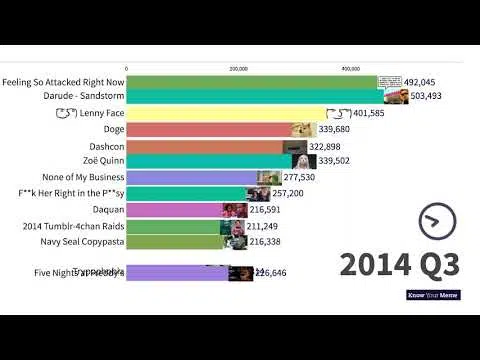 0 200,000 400,000
Feeling So Attacked Right Now 492,045
Darude - Sandstorm 503,493
( ͡° ͜ʖ ͡°) Lenny Face ( ͡° ͜ʖ ͡°) 401,585
Doge 339,680
Dashcon 322,898
Zoë Quinn 339,502
None of My Business 277,530
F**k Her Right in the P**sy 257,200
Daquan 216,591
2014 Tumblr-4chan Raids 211,249
Navy Seal Copypasta 216,338
Five Nights at Freddy's 226,646
2014 Q3
Know Your Meme